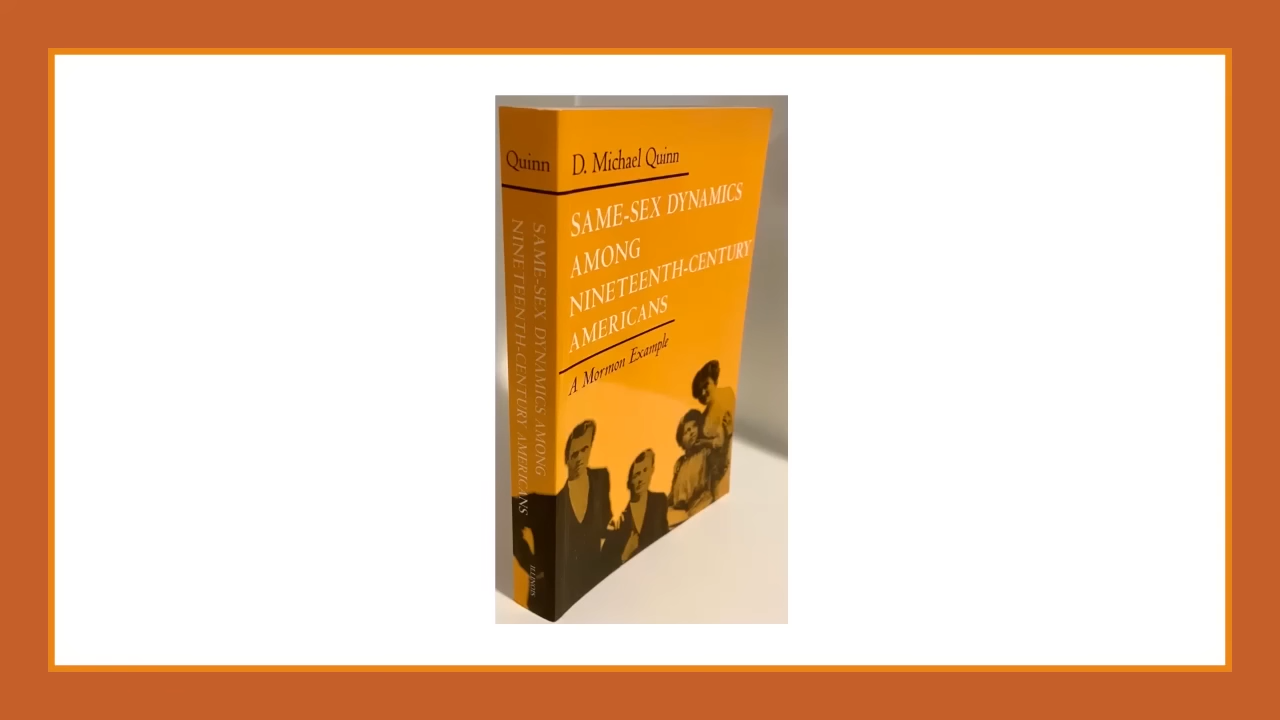 Quinn
SAME-SEX DYNAMICS AMONG
NINETEENTH-CENTURY AMERICANS
ILLINOIS
D. Michael Quinn
SAME-SEX DYNAMICS
AMONG
NINETEENTH-CENTURY
AMERICANS
A Mormon Example